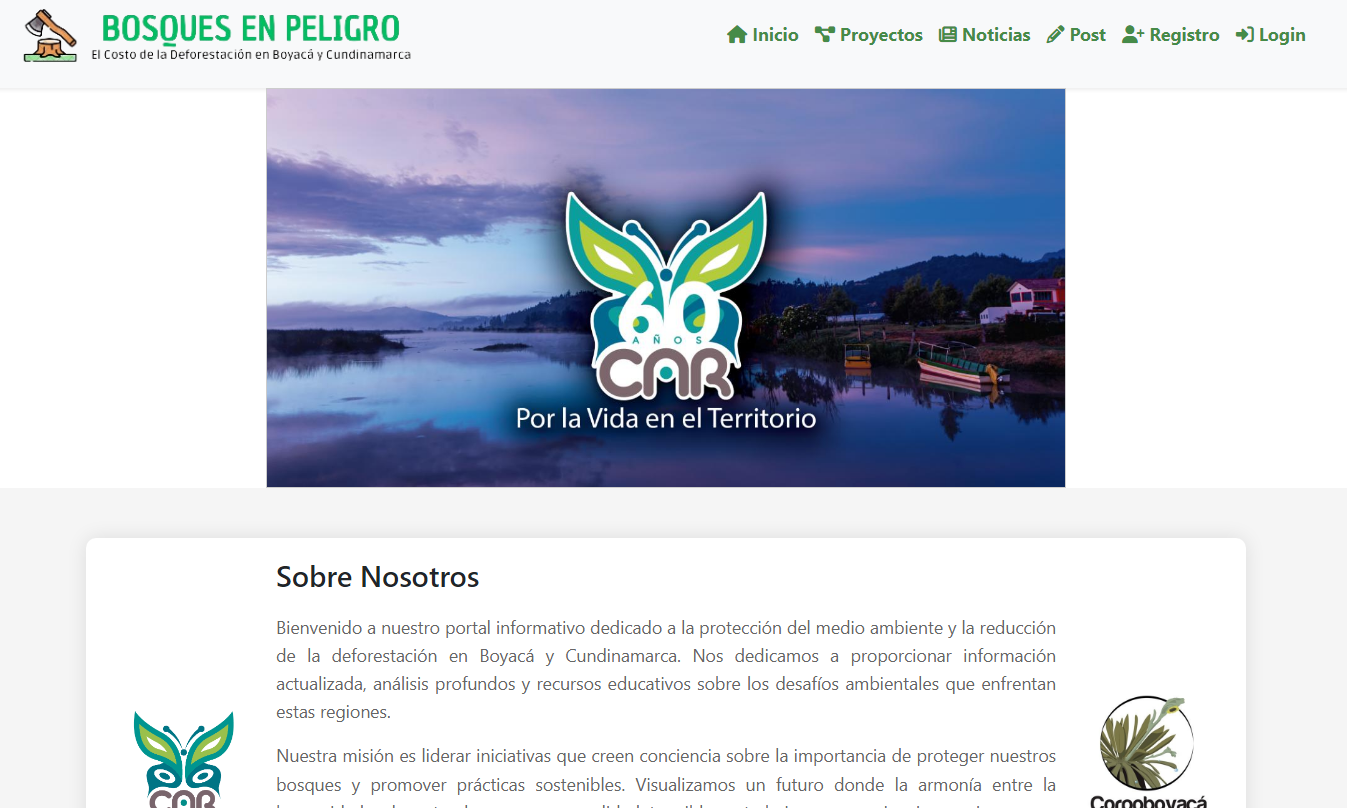 BOSQUES EN PELIGRO
El Costo de la Deforestación en Boyacá y Cundinamarca
Inicio Proyectos Noticias Post Registro Login
60
AÑOS
CAR
Por la Vida en el Territorio
Sobre Nosotros
Bienvenido a nuestro portal informativo dedicado a la protección del medio ambiente y la reducción
de la deforestación en Boyacá y Cundinamarca. Nos dedicamos a proporcionar información
actualizada, análisis profundos y recursos educativos sobre los desafíos ambientales que enfrentan
estas regiones.
Nuestra misión es liderar iniciativas que creen conciencia sobre la importancia de proteger nuestros
bosques y promover prácticas sostenibles. Visualizamos un futuro donde la armonía entre la
CAR
Corpoboyacá